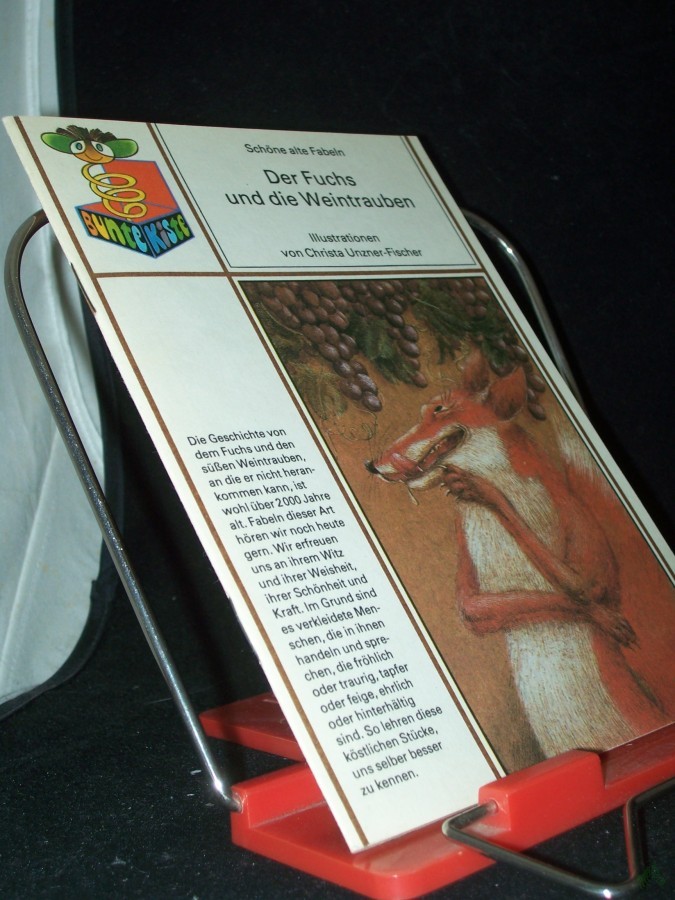 Bunte Kiste
Schöne alte Fabeln
Der Fuchs
und die Weintrauben
Illustrationen
von Christa Unzner-Fischer
Die Geschichte von
dem Fuchs und den
süßen Weintrauben,
an die er nicht heran-
kommen kann, ist
wohl über 2000 Jahre
alt. Fabeln dieser Art
hören wir noch heute
gern. Wir erfreuen
uns an ihrem Witz
und ihrer Weisheit,
ihrer Schönheit und
Kraft. Im Grund sind
es verkleidete Men-
schen, die in ihnen
handeln und spre-
chen, die fröhlich
oder traurig, tapfer
oder feige, ehrlich
oder hinterhältig
sind. So lehren diese
köstlichen Stücke,
uns selber besser
zu kennen.